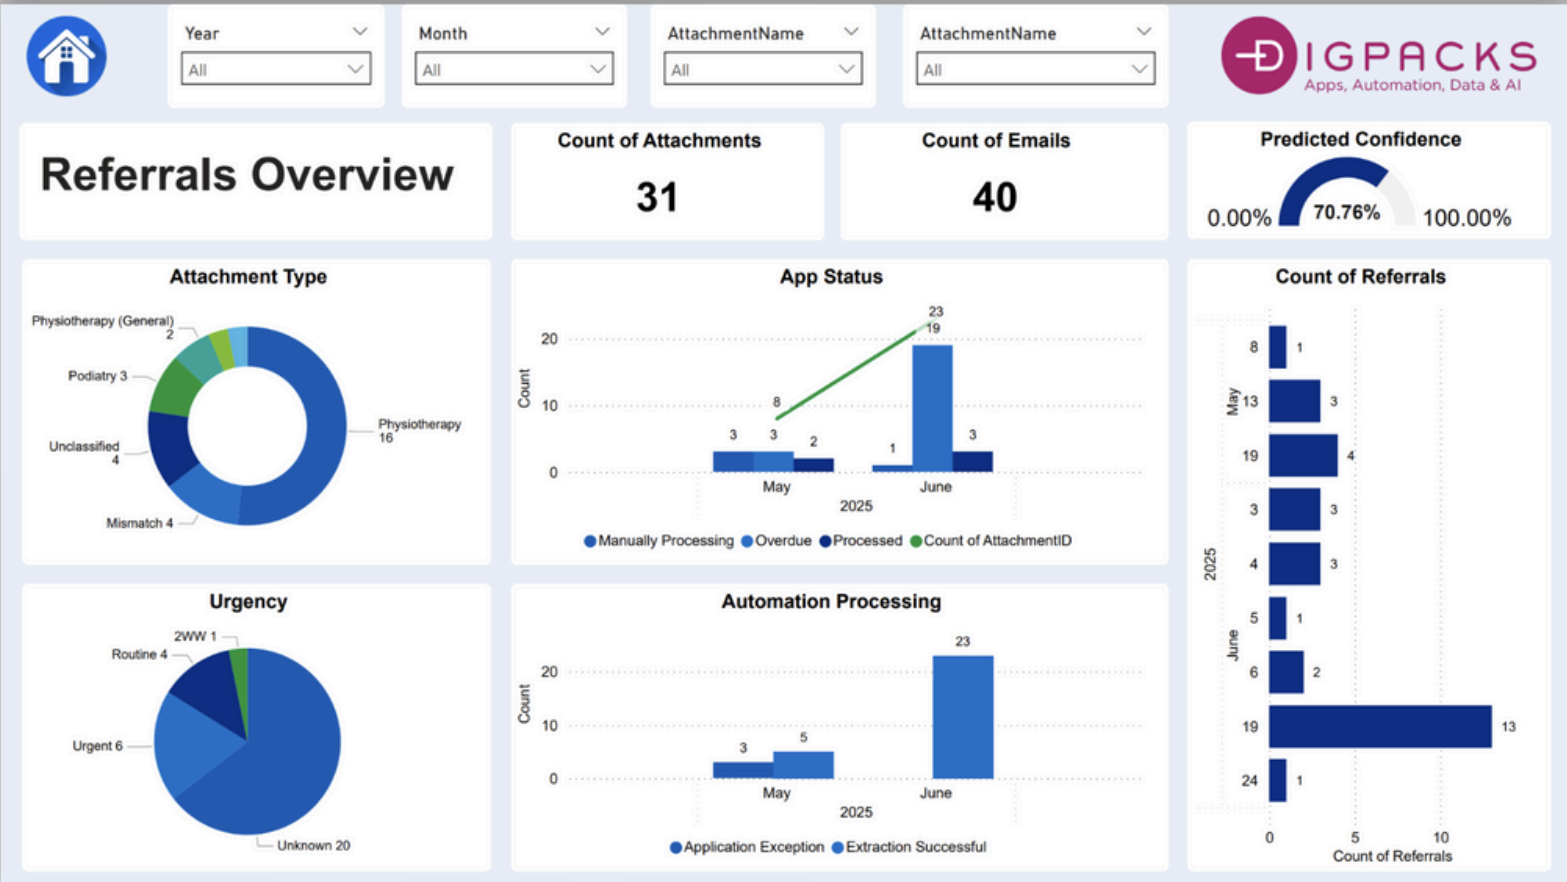 Year
All
Month
All
AttachmentName
All
AttachmentName
All
DIGPACKS
Apps, Automation, Data & AI
Referrals Overview
Count of Attachments
31
Count of Emails
40
Predicted Confidence
0.00%
70.76%
100.00%
Attachment Type
Physiotherapy (General)
2
Podiatry 3
Unclassified
4
Mismatch 4
Physiotherapy
16
App Status
Count
20
10
0
8
23
19
3
3
2
1
3
May
June
2025
Manually Processing
Overdue
Processed
Count of AttachmentID
Count of Referrals
2025
May
8
1
13
3
19
4
June
3
3
4
3
5
1
6
2
19
13
24
1
0
5
10
Count of Referrals
Urgency
2WW 1
Routine 4
Urgent 6
Unknown 20
Automation Processing
Count
20
10
0
3
5
23
May
June
2025
Application Exception
Extraction Successful